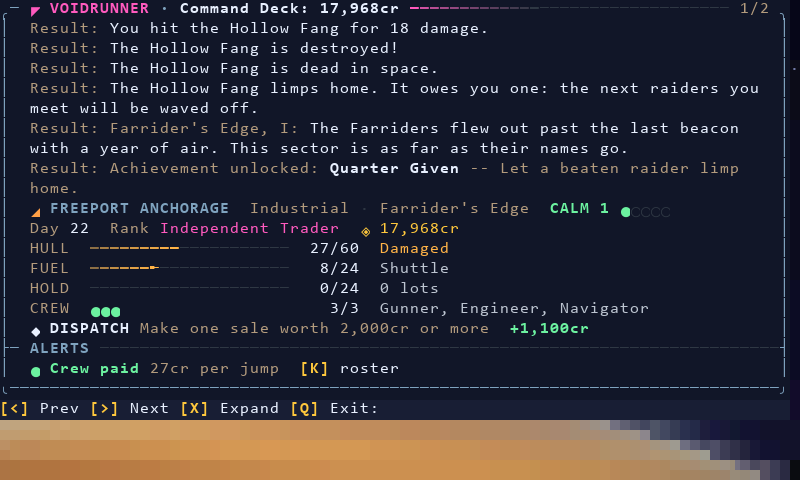 VOIDRUNNER · Command Deck: 17,968cr 1/2
Result: You hit the Hollow Fang for 18 damage.
Result: The Hollow Fang is destroyed!
Result: The Hollow Fang is dead in space.
Result: The Hollow Fang limps home. It owes you one: the next raiders you
meet will be waved off.
Result: Farrider's Edge, I: The Farriders flew out past the last beacon
with a year of air. This sector is as far as their names go.
Result: Achievement unlocked: Quarter Given -- Let a beaten raider limp
home.
FREEPORT ANCHORAGE Industrial · Farrider's Edge CALM 1
Day 22 Rank Independent Trader 17,968cr
HULL 27/60 Damaged
FUEL 8/24 Shuttle
HOLD 0/24 0 lots
CREW 3/3 Gunner, Engineer, Navigator
DISPATCH Make one sale worth 2,000cr or more +1,100cr
ALERTS
Crew paid 27cr per jump [K] roster
[<] Prev [>] Next [X] Expand [Q] Exit: